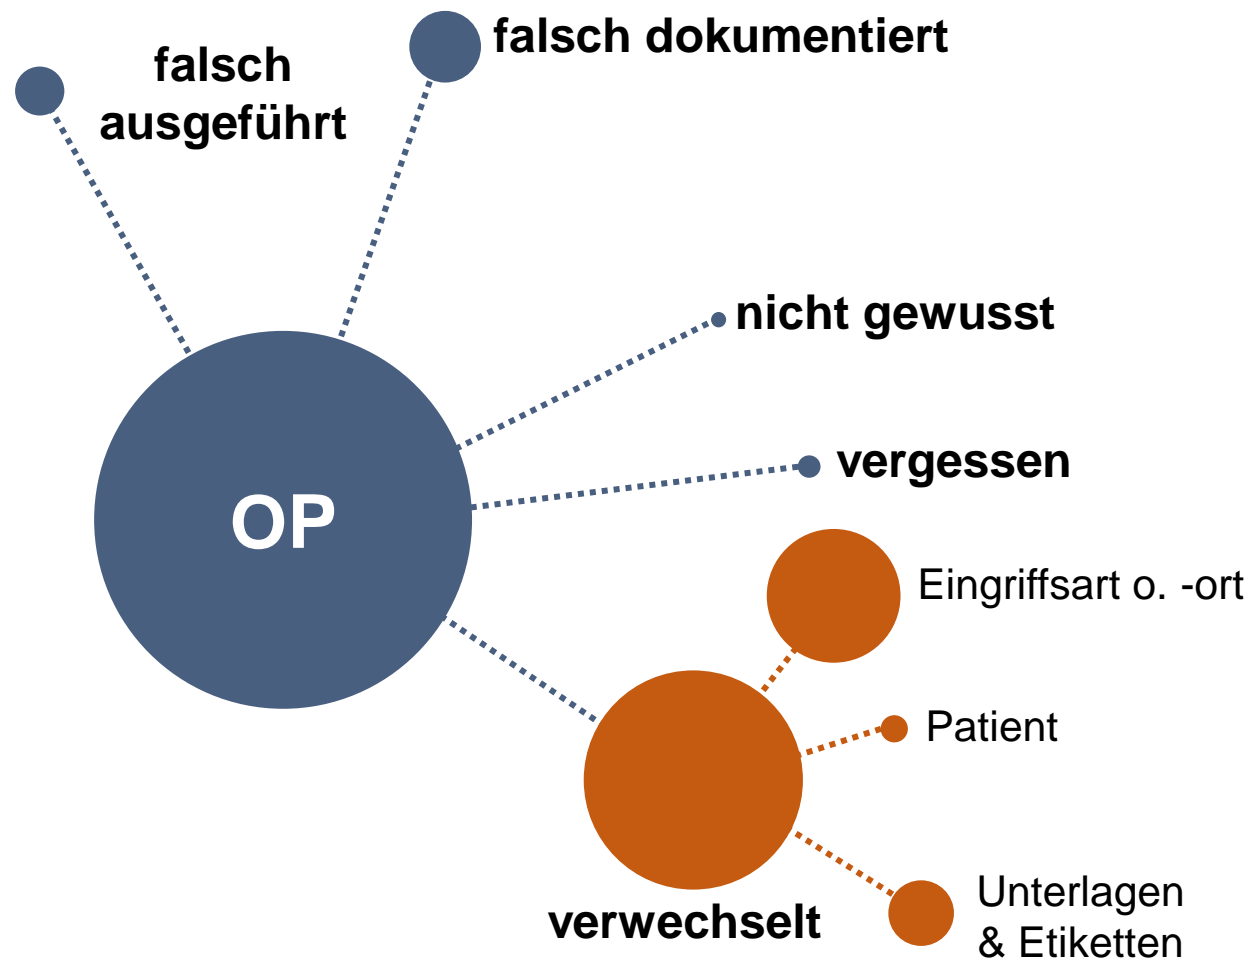 falsch dokumentiert
falsch
ausgeführt
nicht gewusst
vergessen
OP
Eingriffsart o. -ort
Patient
Unterlagen
& Etiketten
verwechselt